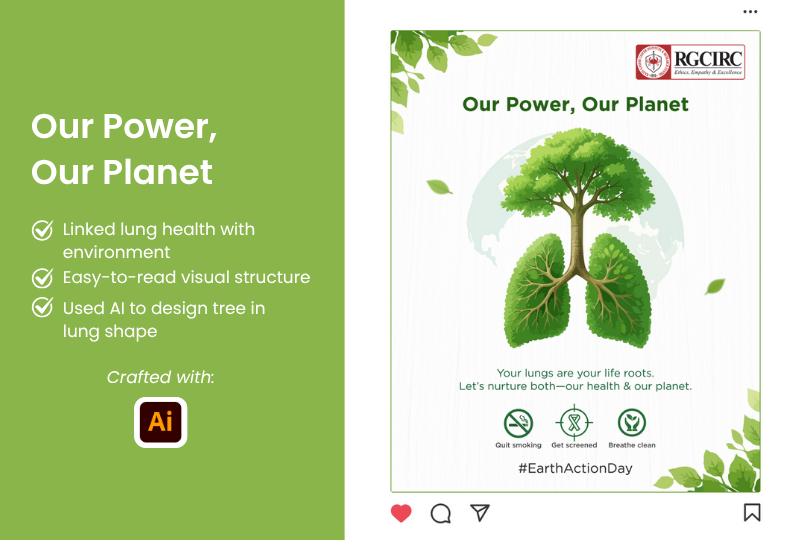 Our Power,
Our Planet
Linked lung health with
environment
Easy-to-read visual structure
Used AI to design tree in
lung shape
Crafted with:
Ai
RGCIRC
Ethics, Empathy & Excellence
Our Power, Our Planet
Your lungs are your life roots.
Let's nurture both—our health & our planet.
Quit smoking
Get screened
Breathe clean
#EarthActionDay